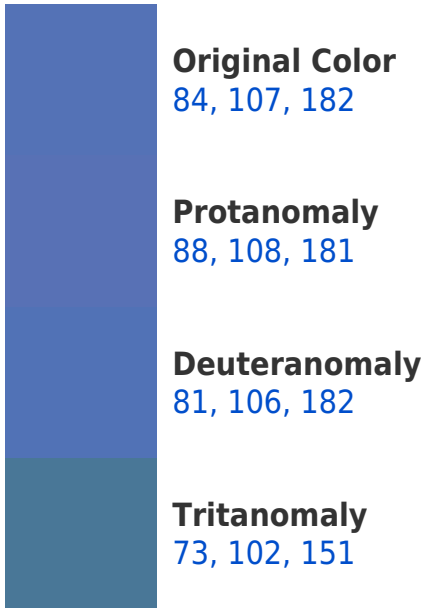 Original Color
84, 107, 182
Protanomaly
88, 108, 181
Deuteranomaly
81, 106, 182
Tritanomaly
73, 102, 151